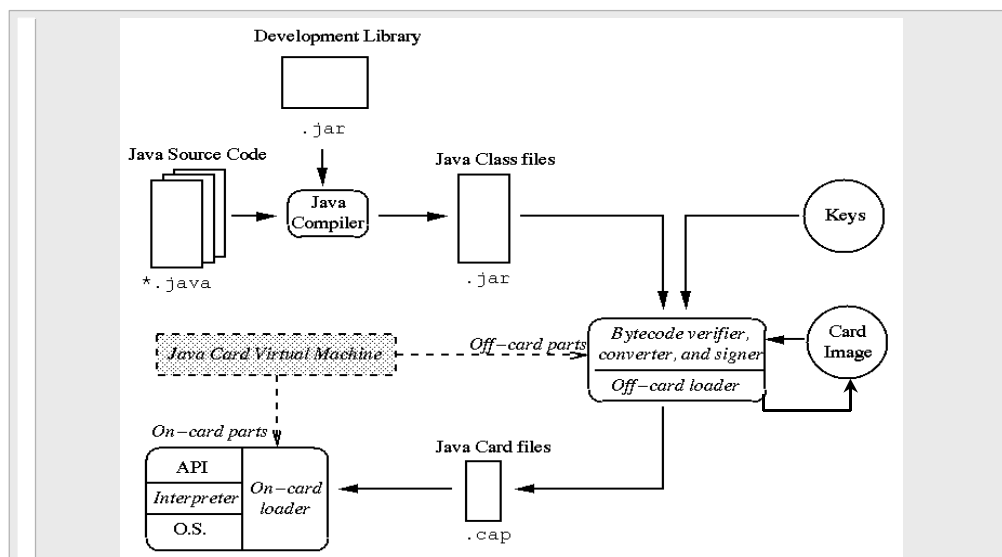 Development Library
.jar
Java Source Code
*.java
Java
Compiler
Java Class files
.jar
Keys
Java Card Virtual Machine
Off-card parts
Bytecode verifier,
converter, and signer
Off-card loader
Card
Image
On-card parts
API
Interpreter
O.S.
On-card
loader
Java Card files
.cap